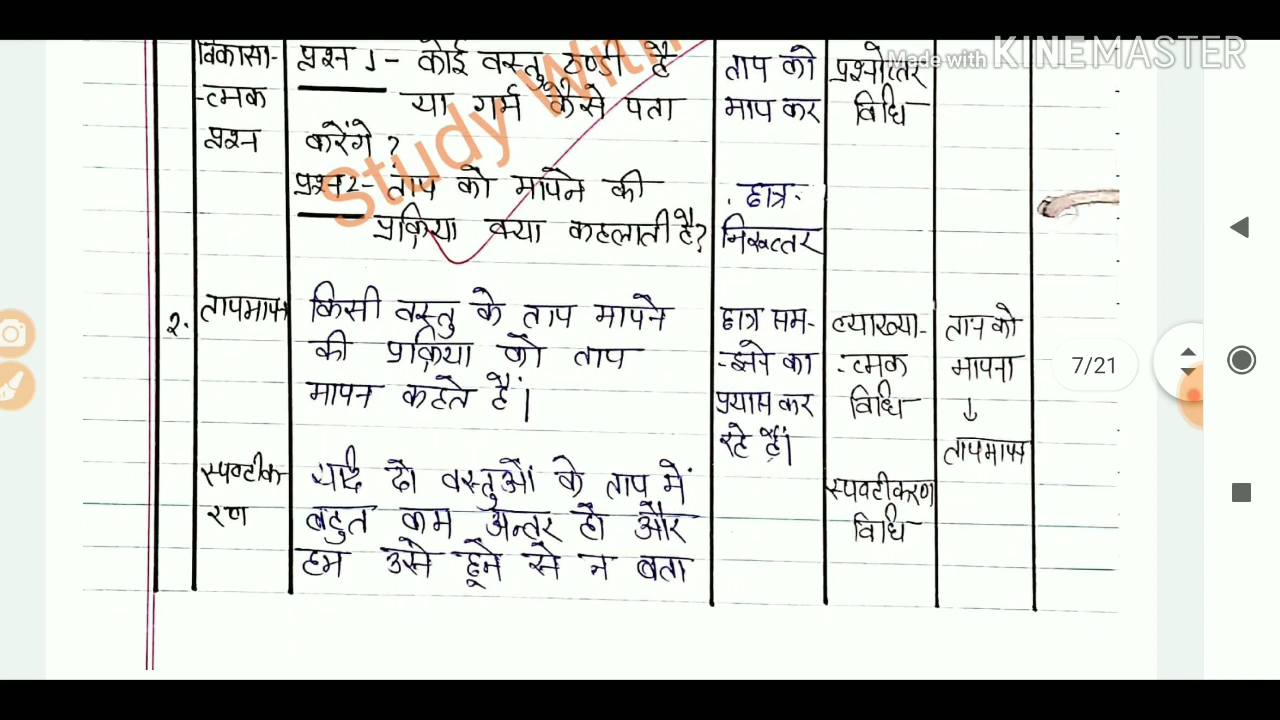 Made with KINEMASTER
Study With
विकासा-
-त्मक
प्रश्न
प्रश्न 1- कोई वस्तु ठण्डी है
या गर्म कैसे पता
करेंगे ?
प्रश्न 2- ताप को मापने की
प्रक्रिया क्या कहलाती है?
ताप को
माप कर
छात्र
निरूत्तर
प्रश्नोत्तर
विधि
२.
तापमापन
किसी वस्तु के ताप मापने
की प्रक्रिया को ताप
मापन कहते हैं।
छात्र सम-
-झने का
प्रयास कर
रहे हैं।
व्याख्या-
-त्मक
विधि
ताप को
मापना
↓
तापमापन
स्पष्टीक-
रण
यदि दो वस्तुओं के ताप में
बहुत कम अन्तर हो और
हम उसे छूने से न बता
स्पष्टीकरण
विधि
7/21